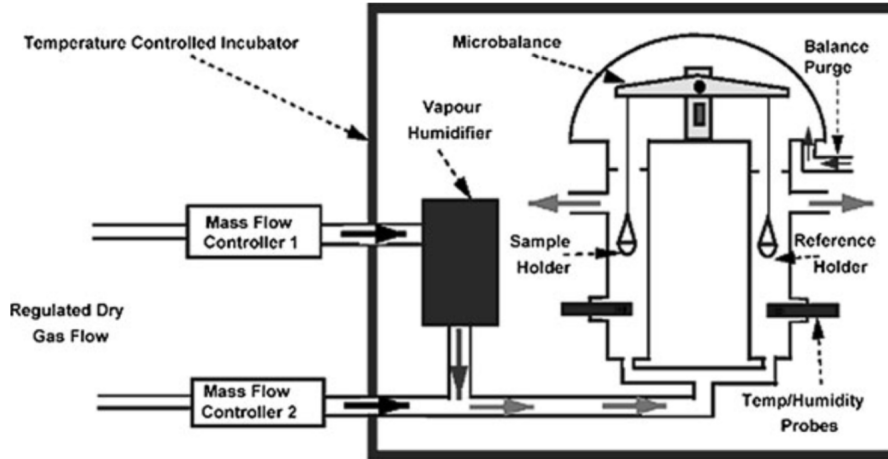 Temperature Controlled Incubator
Microbalance
Balance
Purge
Vapour
Humidifier
Mass Flow
Controller 1
Sample
Holder
Reference
Holder
Regulated Dry
Gas Flow
Mass Flow
Controller 2
Temp/Humidity
Probes